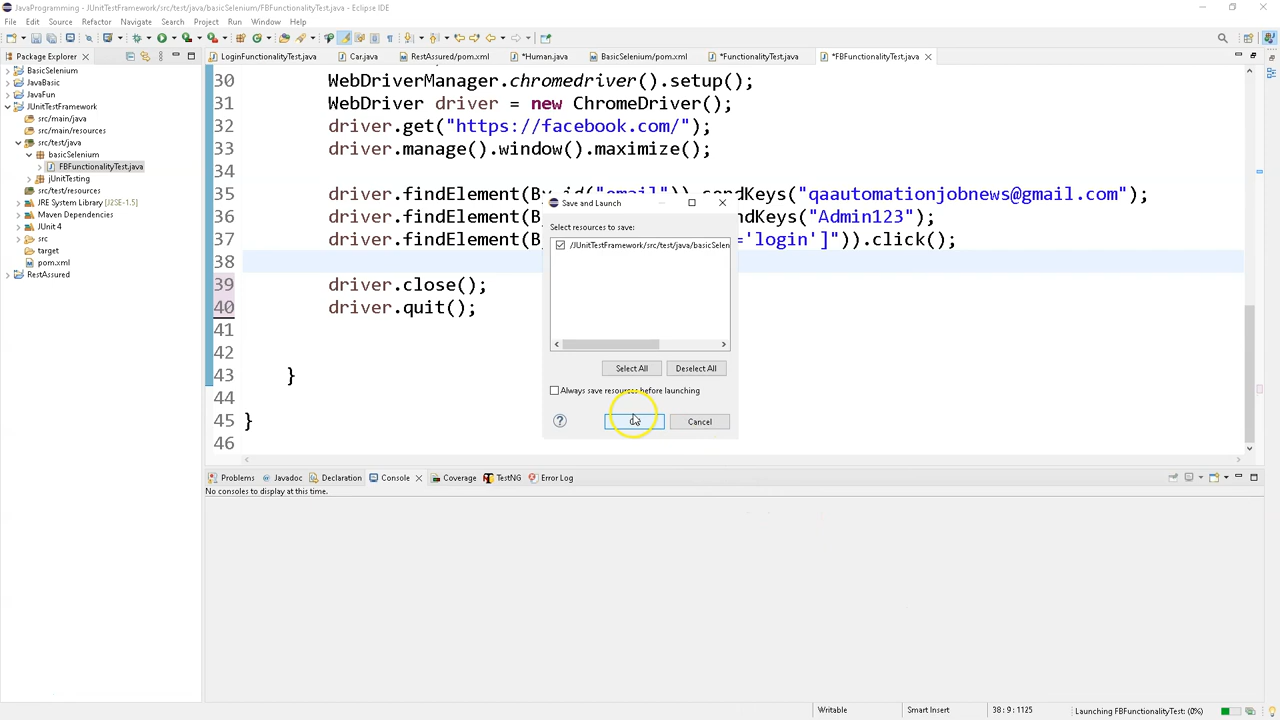 JavaProgramming - JUnitTestFramework/src/test/java/basicSelenium/FBFunctionalityTest.java - Eclipse IDE
File Edit Source Refactor Navigate Search Project Run Window Help
Package Explorer
LoginFunctionalityTest.java Car.java RestAssured/pom.xml *Human.java BasicSelenium/pom.xml *FunctionalityTest.java *FBFunctionalityTest.java
BasicSelenium
JavaBasic
JavaFun
JUnitTestFramework
src/main/java
src/main/resources
src/test/java
basicSelenium
FBFunctionalityTest.java
jUnitTesting
src/test/resources
JRE System Library [J2SE-1.5]
Maven Dependencies
JUnit 4
src
target
pom.xml
RestAssured
30 WebDriverManager.chromedriver().setup();
31 WebDriver driver = new ChromeDriver();
32 driver.get("https://facebook.com/");
33 driver.manage().window().maximize();
34
35 driver.findElement(By.id("email")).sendKeys("qaautomationjobnews@gmail.com");
36 driver.findElement(B ndKeys("Admin123");
37 driver.findElement(B ='login']")).click();
38
39 driver.close();
40 driver.quit();
41
42
43 }
44
45 }
46
Save and Launch
Select resources to save:
/JUnitTestFramework/src/test/java/basicSelen
Select All Deselect All
Always save resources before launching
Cancel
Problems Javadoc Declaration Console Coverage TestNG Error Log
No consoles to display at this time.
Writable Smart Insert 38 : 9 : 1125 Launching FBFunctionalityTest: (0%)